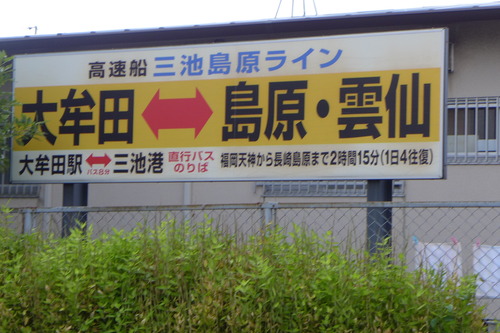 高速船 三池島原ライン
大牟田↔島原・雲仙
大牟田駅↔三池港 直行バスのりば 福岡天神から長崎島原まで2時間15分(1日4往復)
バス8分